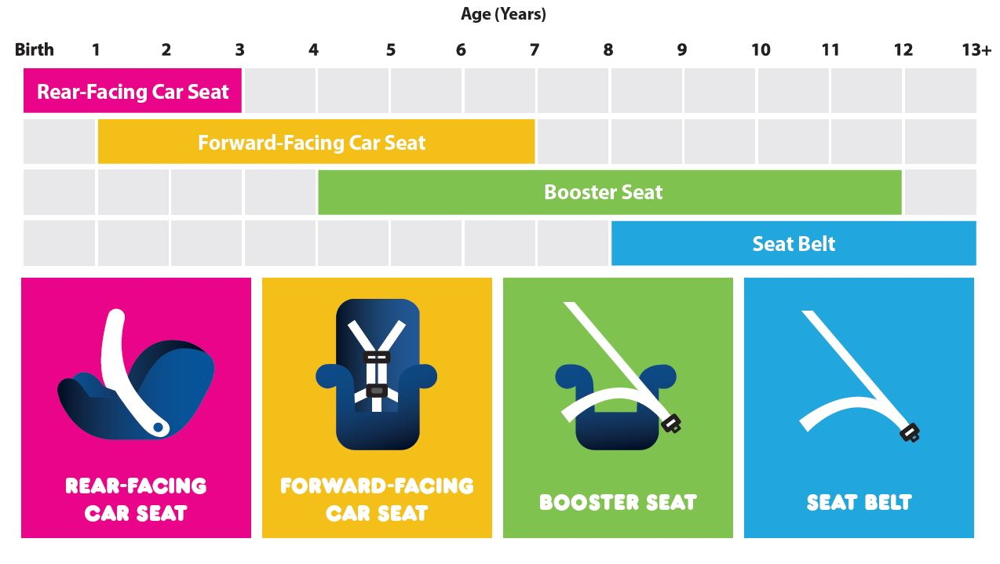 Age (Years)
Birth 1 2 3 4 5 6 7 8 9 10 11 12 13+
Rear-Facing Car Seat
Forward-Facing Car Seat
Booster Seat
Seat Belt
REAR-FACING
CAR SEAT
FORWARD-FACING
CAR SEAT
BOOSTER SEAT
SEAT BELT